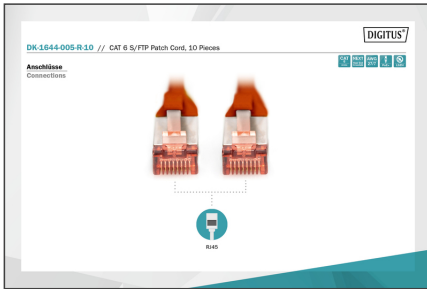 DIGITUS®
DK-1644-005-R-10 // CAT 6 S/FTP Patch Cord, 10 Pieces
Anschlüsse
Connections
RJ45